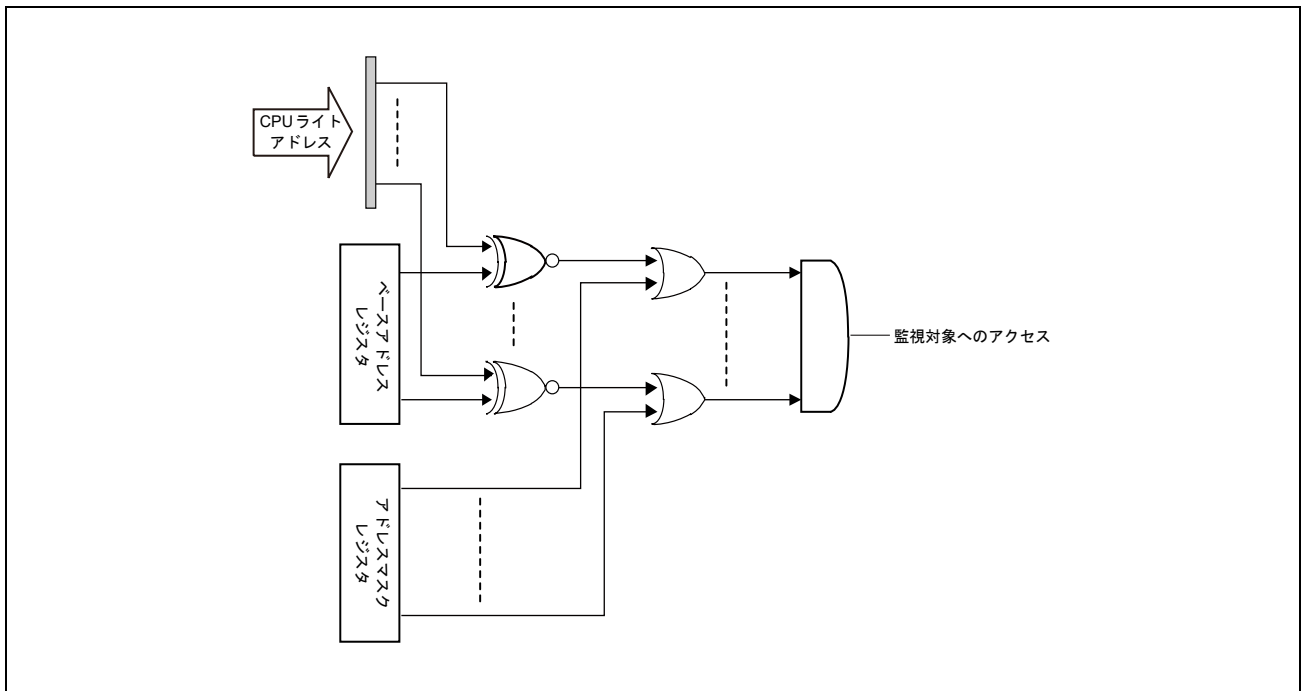 CPUライト
アドレス
ベースアドレス
レジスタ
監視対象へのアクセス
アドレスマスク
レジスタ